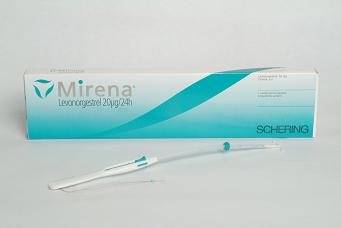 Mirena®
Levonorgestrel 20µg/24h
SCHERING